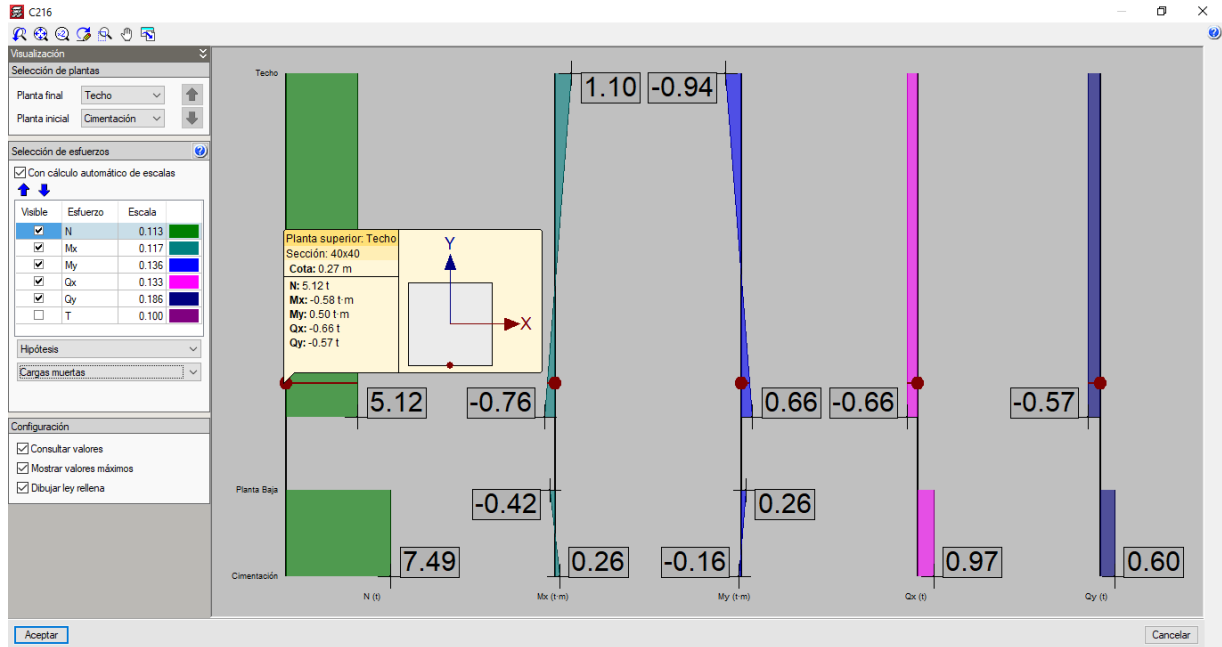 C216
Visualización
Selección de plantas
Planta final Techo
Planta inicial Cimentación
Selección de esfuerzos
Con cálculo automático de escalas
Visible Esfuerzo Escala
N 0.113
Mx 0.117
My 0.136
Qx 0.133
Qy 0.186
T 0.100
Hipótesis
Cargas muertas
Configuración
Consultar valores
Mostrar valores máximos
Dibujar ley rellena
Techo
1.10 -0.94
Planta superior: Techo
Sección: 40x40
Cota: 0.27 m
N: 5.12 t
Mx: -0.58 t·m
My: 0.50 t·m
Qx: -0.66 t
Qy: -0.57 t
Y
X
5.12 -0.76 0.66 -0.66 -0.57
Planta Baja
-0.42 0.26
7.49 0.26 -0.16 0.97 0.60
Cimentación
N (t) Mx (t·m) My (t·m) Qx (t) Qy (t)
Aceptar Cancelar